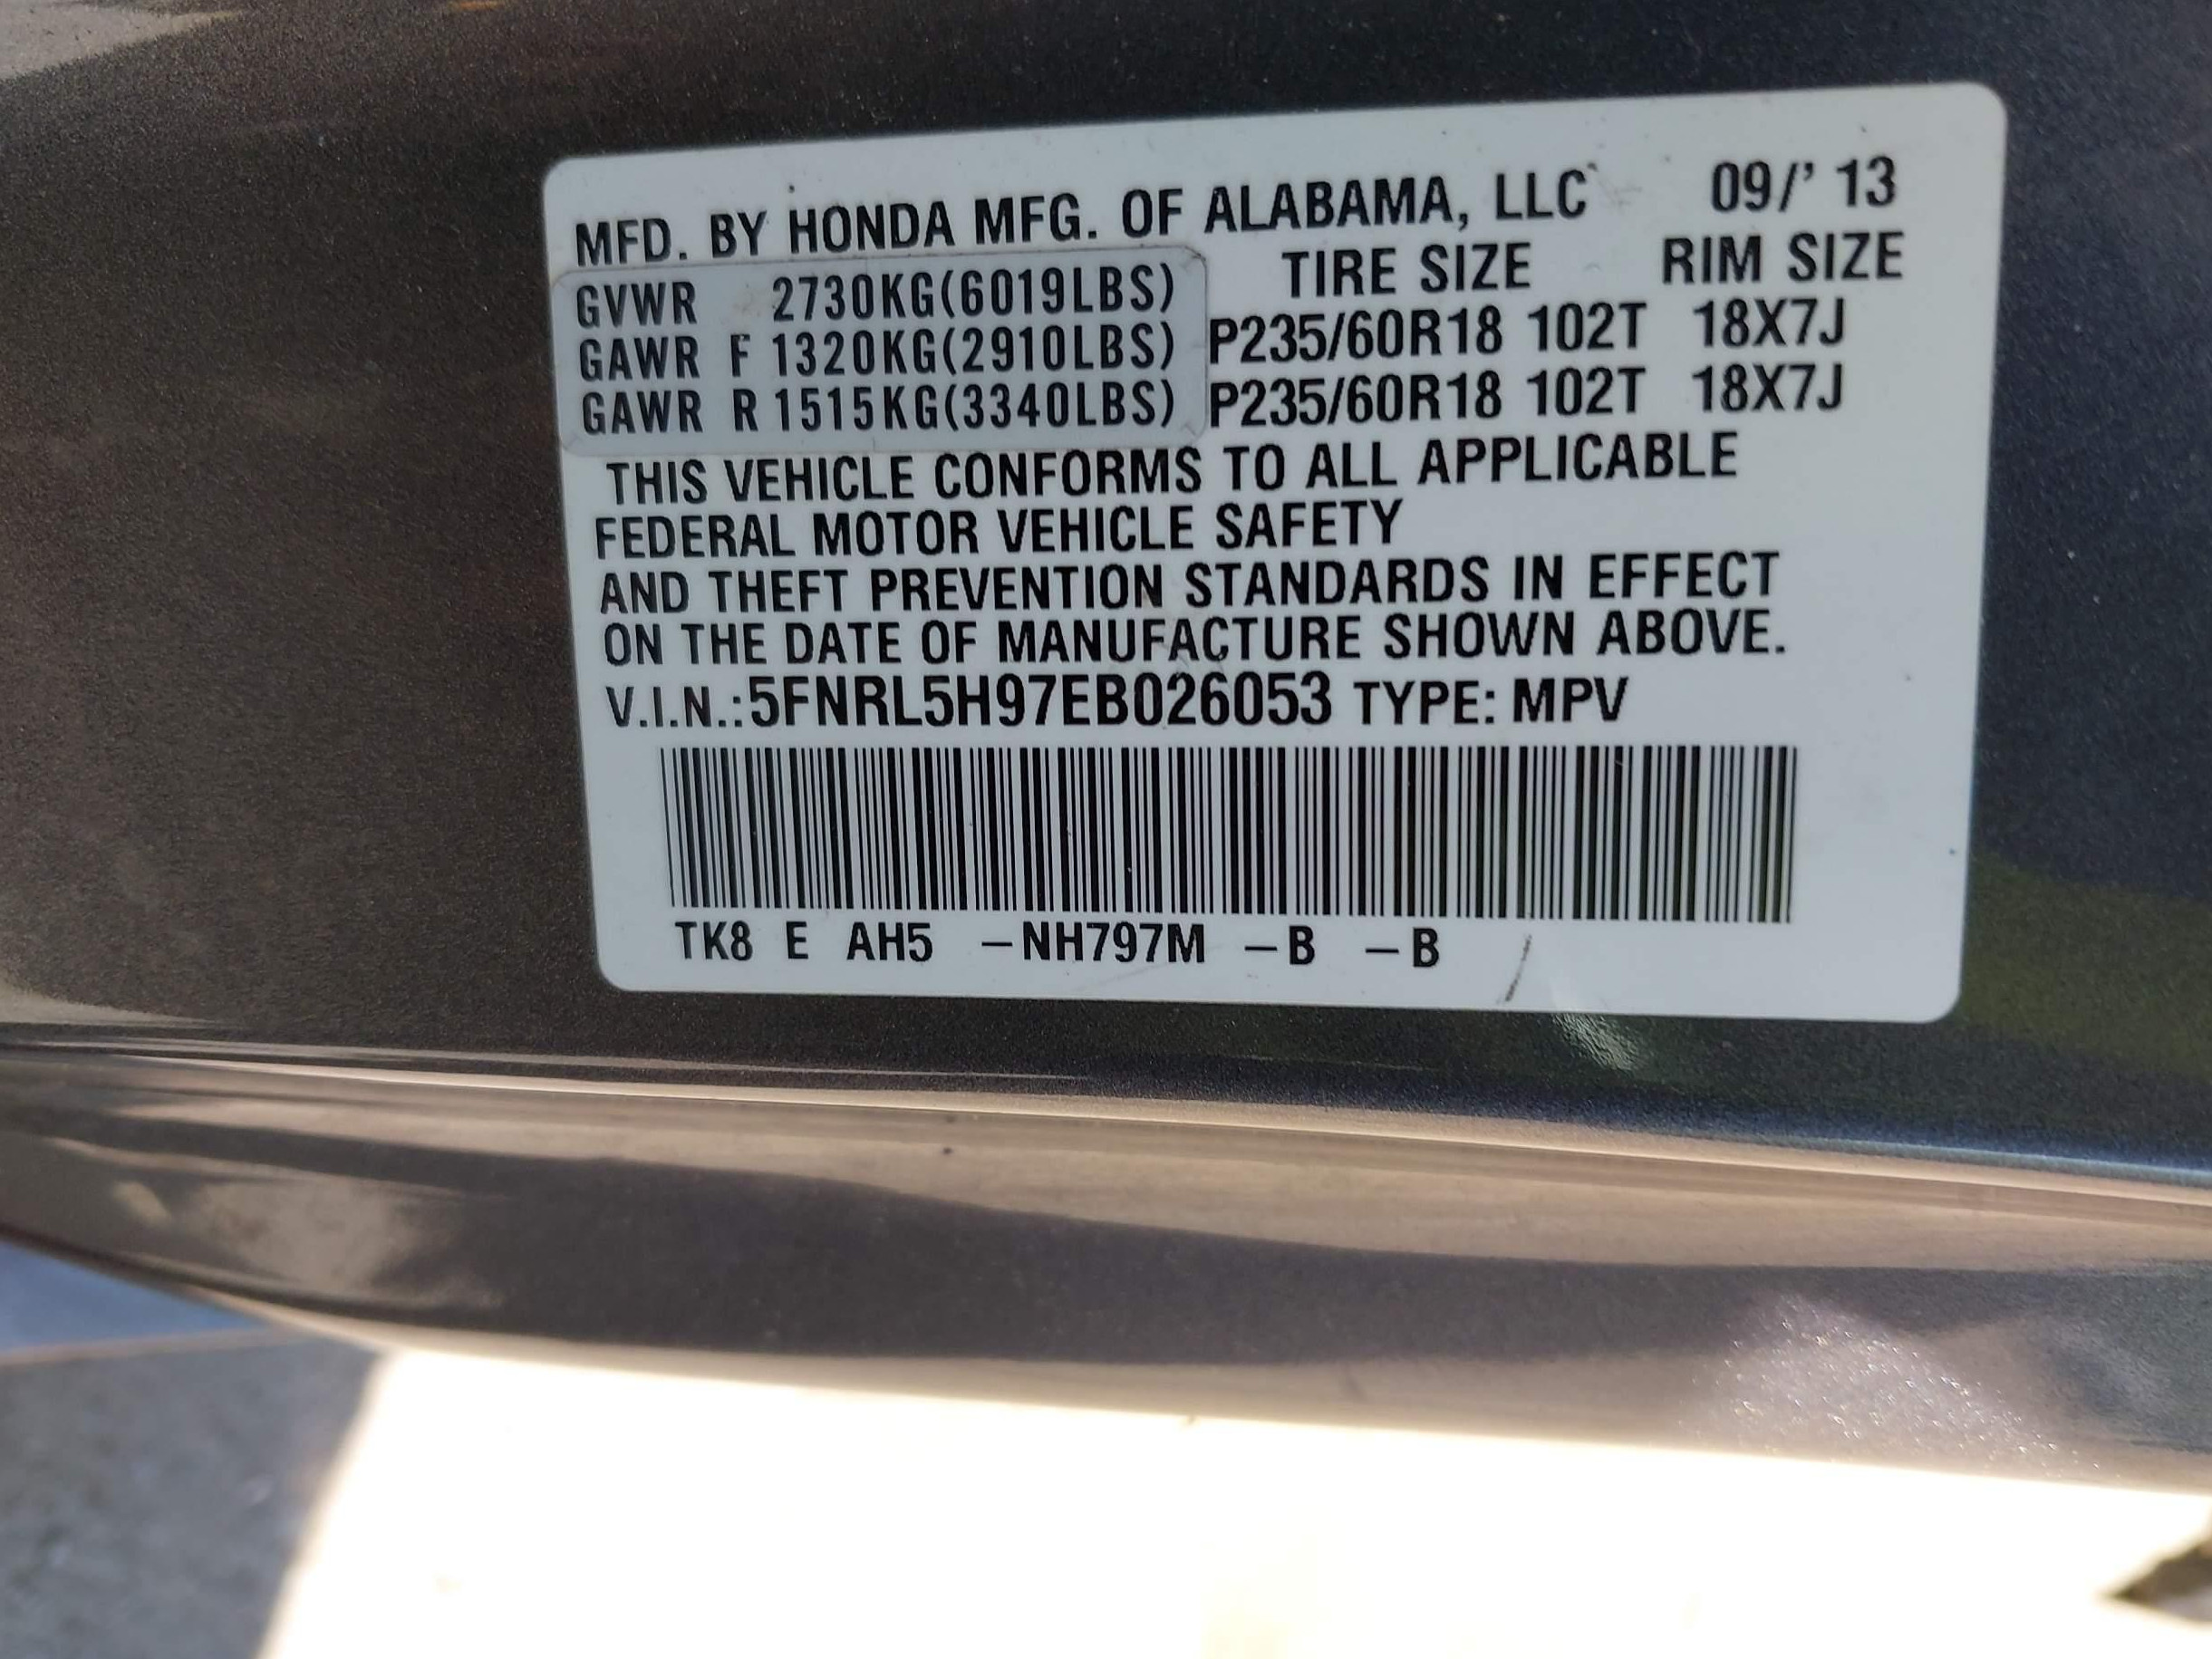 MFD. BY HONDA MFG. OF ALABAMA, LLC 09/' 13
TIRE SIZE RIM SIZE
GVWR 2730KG(6019LBS)
GAWR F 1320KG(2910LBS) P235/60R18 102T 18X7J
GAWR R 1515KG(3340LBS) P235/60R18 102T 18X7J
THIS VEHICLE CONFORMS TO ALL APPLICABLE
FEDERAL MOTOR VEHICLE SAFETY
AND THEFT PREVENTION STANDARDS IN EFFECT
ON THE DATE OF MANUFACTURE SHOWN ABOVE.
V.I.N.:5FNRL5H97EB026053 TYPE: MPV
TK8 E AH5 –NH797M –B –B